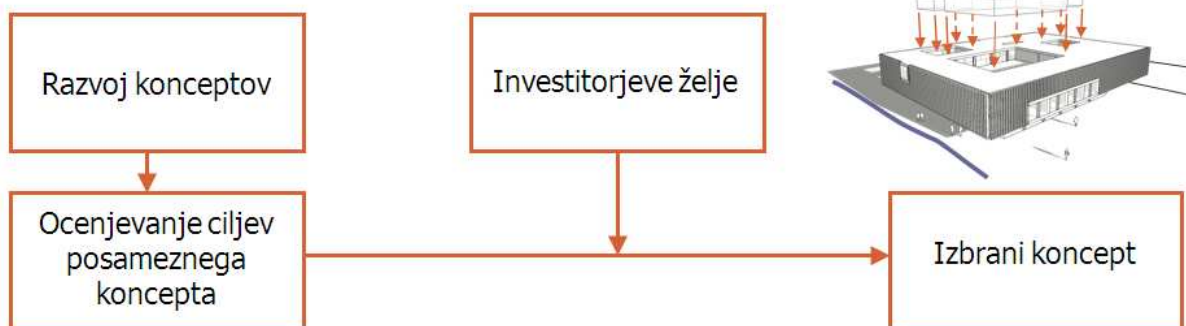 Razvoj konceptov
Investitorjeve želje
Ocenjevanje ciljev
posameznega
koncepta
Izbrani koncept